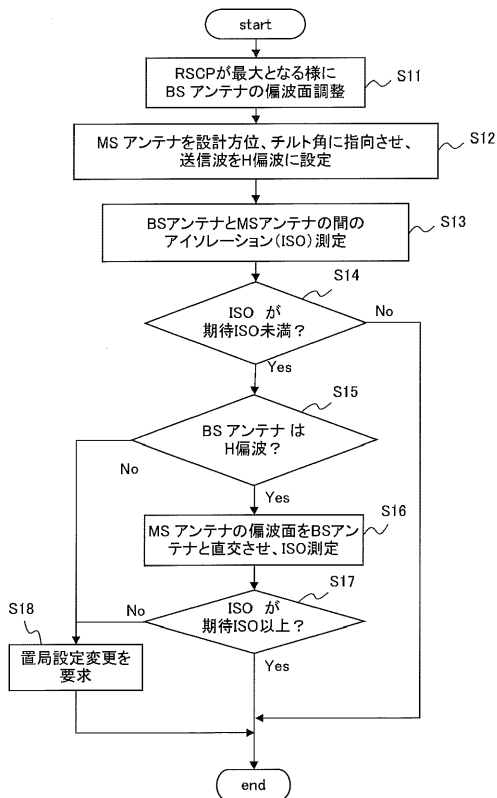 start
RSCPが最大となる様に
BS アンテナの偏波面調整
S11
MS アンテナを設計方位、チルト角に指向させ、
送信波をH偏波に設定
S12
BSアンテナとMSアンテナの間の
アイソレーション(ISO)測定
S13
S14
ISO が
期待ISO未満?
No
Yes
S15
BS アンテナ は
H偏波?
No
Yes
S16
MS アンテナの偏波面をBSアン
テナと直交させ、ISO測定
S17
ISO が
期待ISO以上?
No
Yes
S18
置局設定変更を
要求
end